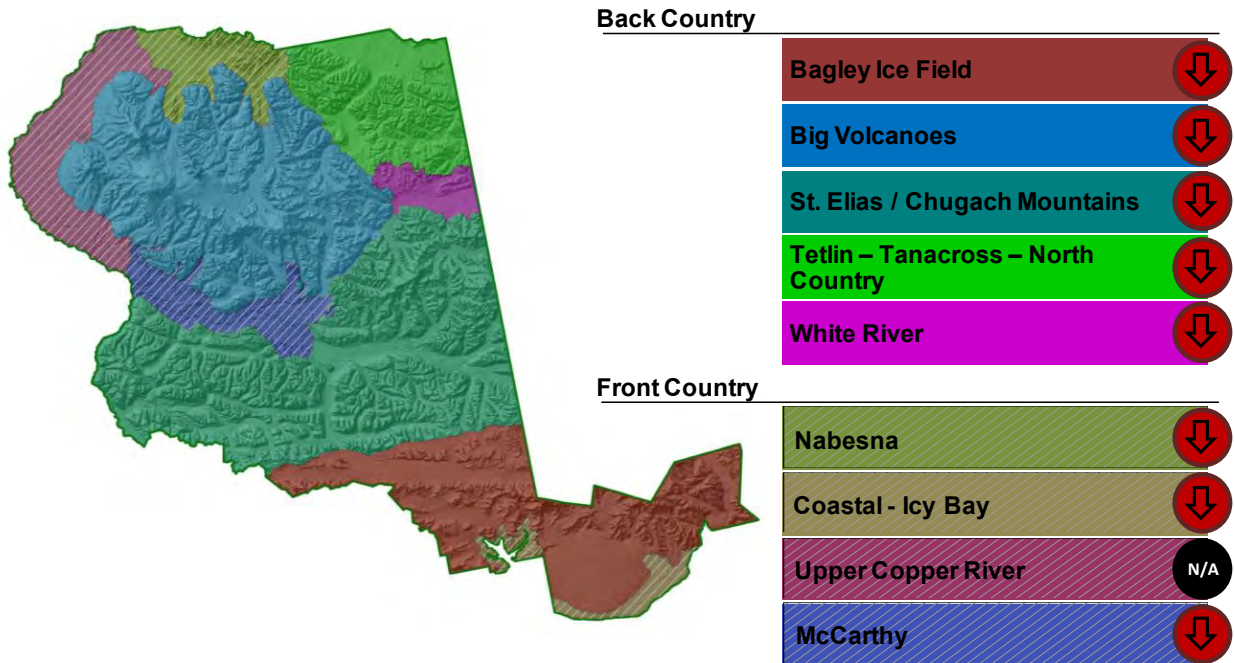 Back Country
Bagley Ice Field
Big Volcanoes
St. Elias / Chugach Mountains
Tetlin – Tanacross – North
Country
White River
Front Country
Nabesna
Coastal - Icy Bay
Upper Copper River
N/A
McCarthy